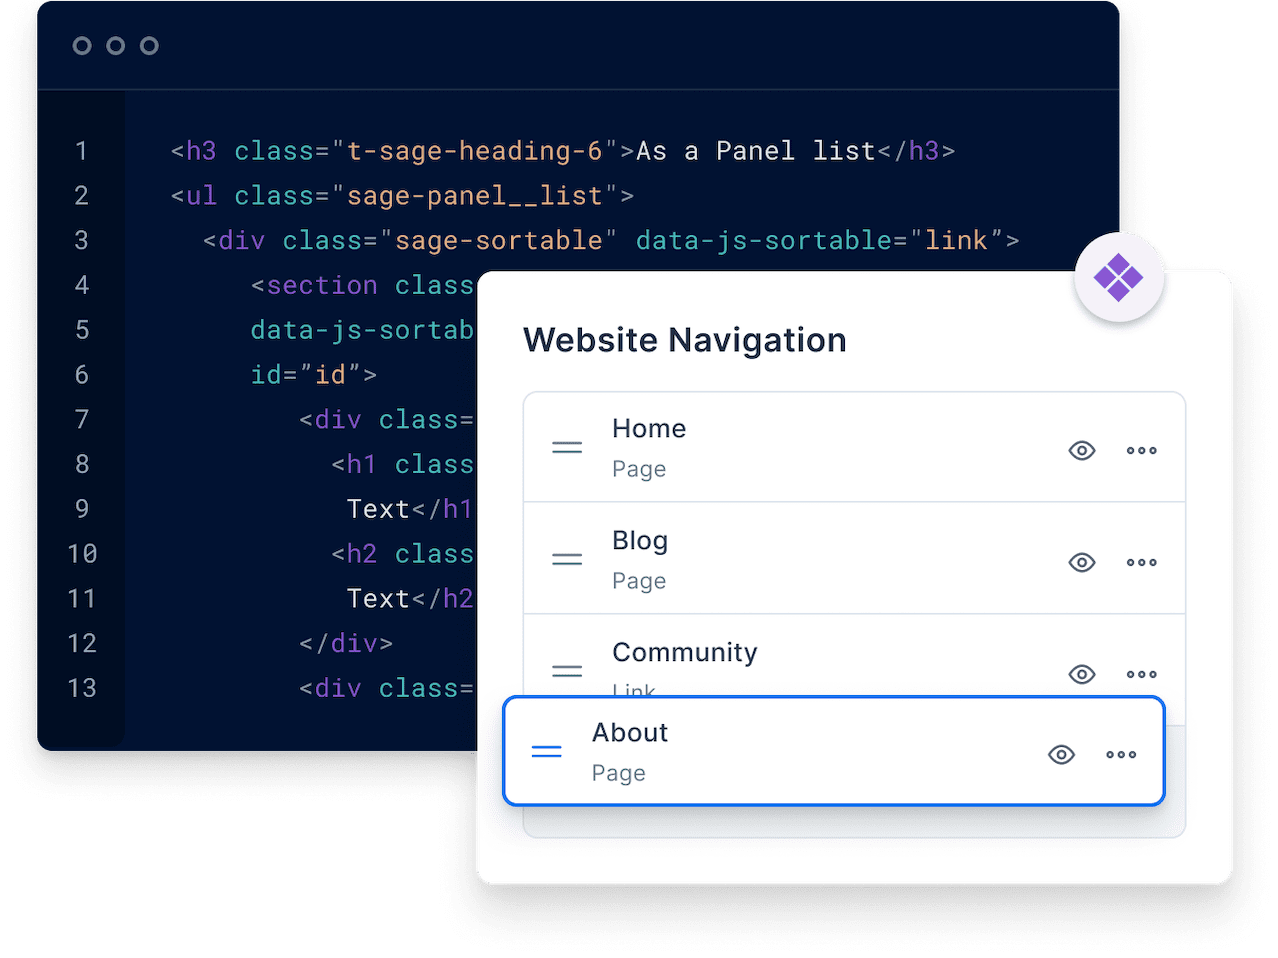 1 <h3 class="t-sage-heading-6">As a Panel list</h3>
2 <ul class="sage-panel__list">
3 <div class="sage-sortable" data-js-sortable="link”>
4 <section class
5 data-js-sortab
6 id=”id”>
7 <div class=
8 <h1 class
9 Text</h1
10 <h2 class
11 Text</h2
12 </div>
13 <div class=
Website Navigation
Home
Page
Blog
Page
Community
Link
About
Page